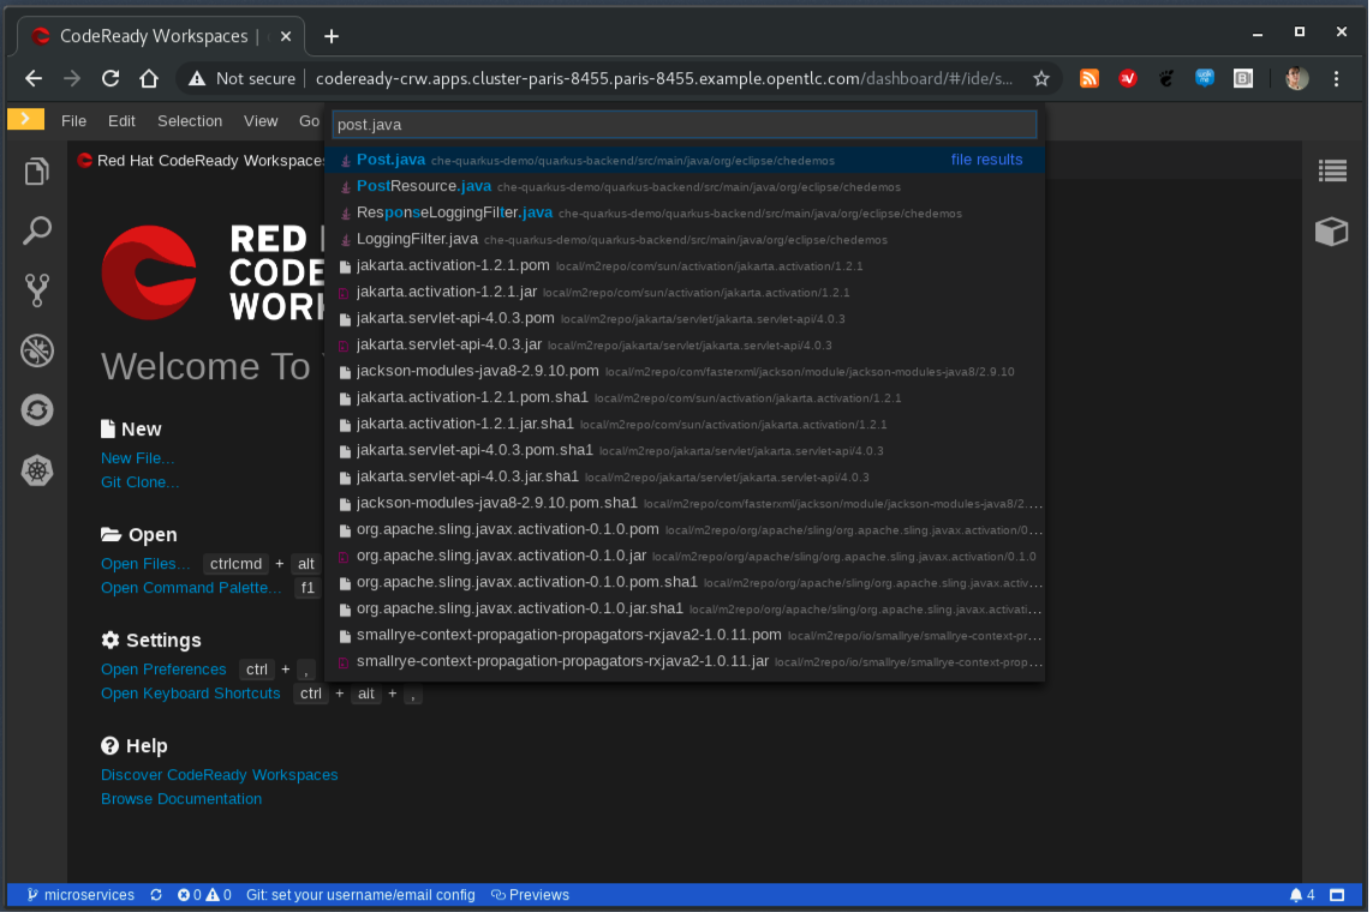 CodeReady Workspaces |
Not secure | codeready-crw.apps.cluster-paris-8455.paris-8455.example.opentlc.com/dashboard/#/ide/s...
File Edit Selection View Go
post.java
Red Hat CodeReady Workspaces
Post.java che-quarkus-demo/quarkus-backend/src/main/java/org/eclipse/chedemos file results
PostResource.java che-quarkus-demo/quarkus-backend/src/main/java/org/eclipse/chedemos
ResponseLoggingFilter.java che-quarkus-demo/quarkus-backend/src/main/java/org/eclipse/chedemos
LoggingFilter.java che-quarkus-demo/quarkus-backend/src/main/java/org/eclipse/chedemos
jakarta.activation-1.2.1.pom local/m2repo/com/sun/activation/jakarta.activation/1.2.1
jakarta.activation-1.2.1.jar local/m2repo/com/sun/activation/jakarta.activation/1.2.1
jakarta.servlet-api-4.0.3.pom local/m2repo/jakarta/servlet/jakarta.servlet-api/4.0.3
jakarta.servlet-api-4.0.3.jar local/m2repo/jakarta/servlet/jakarta.servlet-api/4.0.3
jackson-modules-java8-2.9.10.pom local/m2repo/com/fasterxml/jackson/module/jackson-modules-java8/2.9.10
jakarta.activation-1.2.1.pom.sha1 local/m2repo/com/sun/activation/jakarta.activation/1.2.1
jakarta.activation-1.2.1.jar.sha1 local/m2repo/com/sun/activation/jakarta.activation/1.2.1
jakarta.servlet-api-4.0.3.pom.sha1 local/m2repo/jakarta/servlet/jakarta.servlet-api/4.0.3
jakarta.servlet-api-4.0.3.jar.sha1 local/m2repo/jakarta/servlet/jakarta.servlet-api/4.0.3
jackson-modules-java8-2.9.10.pom.sha1 local/m2repo/com/fasterxml/jackson/module/jackson-modules-java8/2....
org.apache.sling.javax.activation-0.1.0.pom local/m2repo/org/apache/sling/org.apache.sling.javax.activation/0...
org.apache.sling.javax.activation-0.1.0.jar local/m2repo/org/apache/sling/org.apache.sling.javax.activation/0.1.0
org.apache.sling.javax.activation-0.1.0.pom.sha1 local/m2repo/org/apache/sling/org.apache.sling.javax.activ...
org.apache.sling.javax.activation-0.1.0.jar.sha1 local/m2repo/org/apache/sling/org.apache.sling.javax.activati...
smallrye-context-propagation-propagators-rxjava2-1.0.11.pom local/m2repo/io/smallrye/smallrye-context-pr...
smallrye-context-propagation-propagators-rxjava2-1.0.11.jar local/m2repo/io/smallrye/smallrye-context-prop...
RED
CODE
WORK
Welcome To
New
New File...
Git Clone...
Open
Open Files... ctrlcmd + alt
Open Command Palette... f1
Settings
Open Preferences ctrl + ,
Open Keyboard Shortcuts ctrl + alt + ,
Help
Discover CodeReady Workspaces
Browse Documentation
microservices 0 0 Git: set your username/email config Previews 4